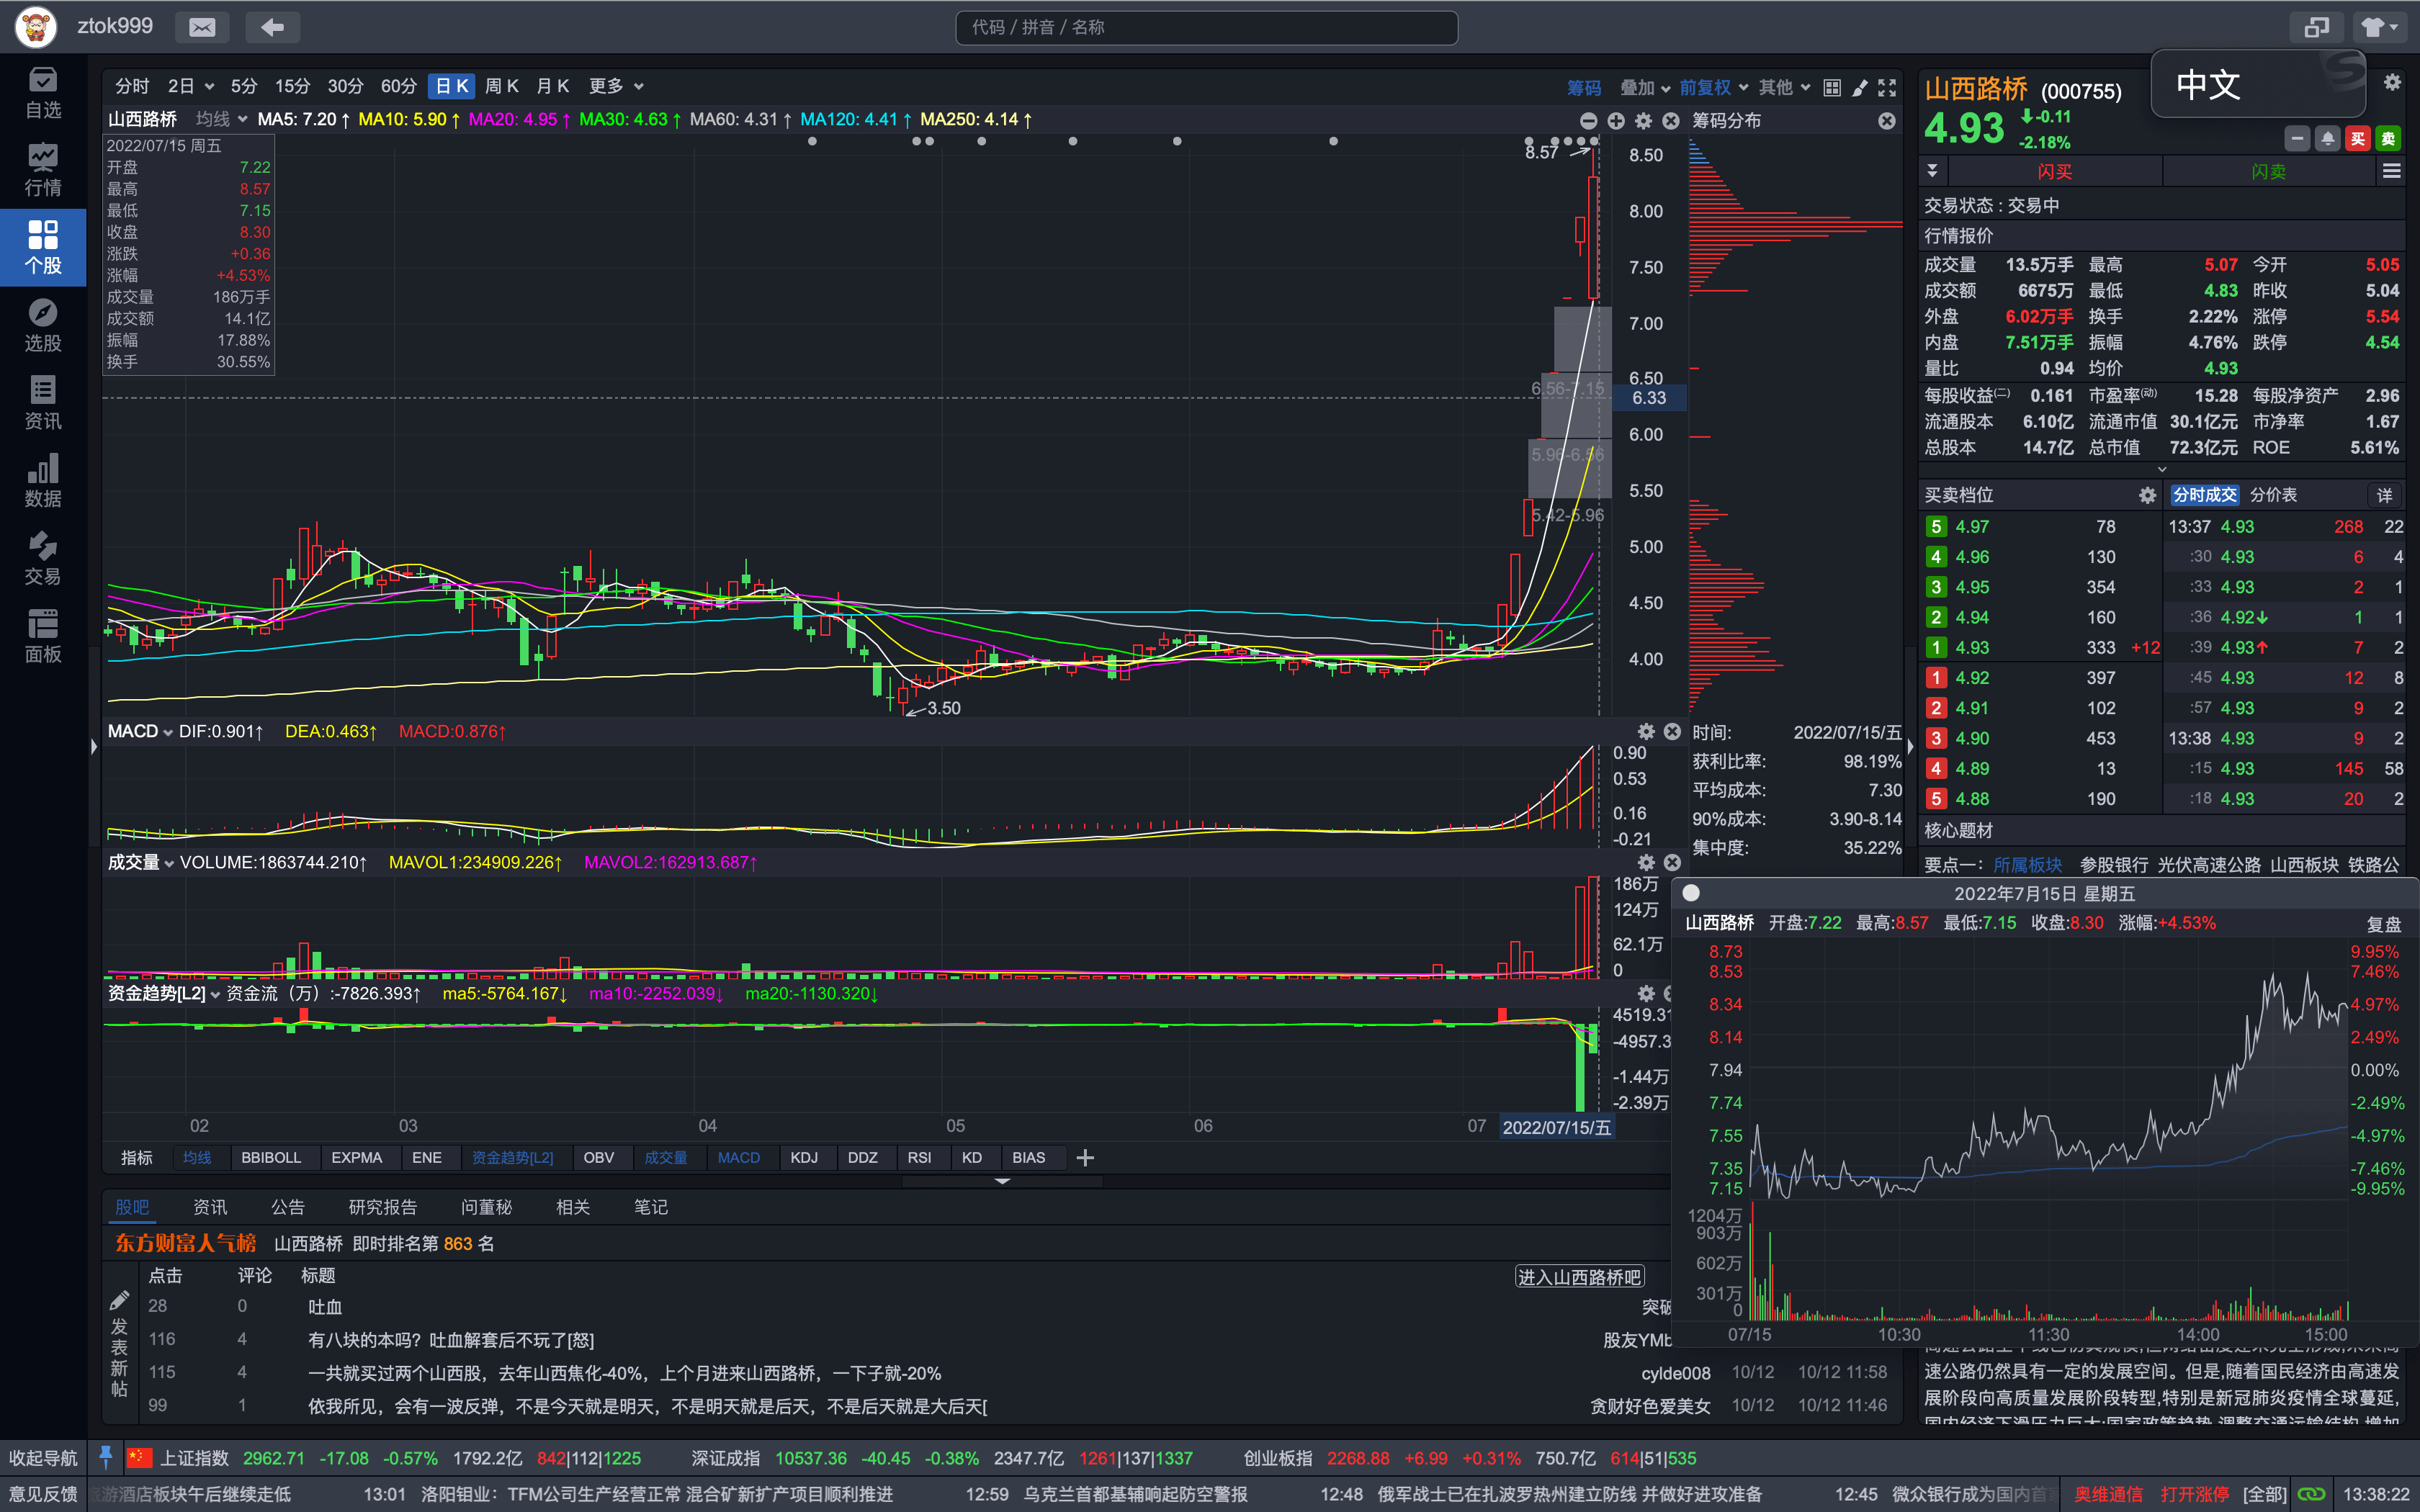 ztok999
代码 / 拼音 / 名称
中文
自选
行情
个股
选股
资讯
数据
交易
面板
分时 2日 5分 15分 30分 60分 日K 周K 月K 更多 筹码 叠加 前复权 其他
山西路桥 均线 MA5: 7.20↑ MA10: 5.90↑ MA20: 4.95↑ MA30: 4.63↑ MA60: 4.31↑ MA120: 4.41↑ MA250: 4.14↑
筹码分布
2022/07/15 周五
开盘 7.22
最高 8.57
最低 7.15
收盘 8.30
涨跌 +0.36
涨幅 +4.53%
成交量 186万手
成交额 14.1亿
振幅 17.88%
换手 30.55%
8.57
8.50
8.00
7.50
7.00
6.50
6.33
6.00
5.50
5.00
4.50
4.00
6.56-7.15
5.96-6.56
5.42-5.96
3.50
MACD DIF:0.901↑ DEA:0.463↑ MACD:0.876↑
0.90
0.53
0.16
-0.21
时间: 2022/07/15/五
获利比率: 98.19%
平均成本: 7.30
90%成本: 3.90-8.14
集中度: 35.22%
成交量 VOLUME:1863744.210↑ MAVOL1:234909.226↑ MAVOL2:162913.687↑
186万
124万
62.1万
0
资金趋势[L2] 资金流（万）:-7826.393↑ ma5:-5764.167↓ ma10:-2252.039↓ ma20:-1130.320↓
4519.31
-4957.3
-1.44万
-2.39万
02 03 04 05 06 07 2022/07/15/五
指标 均线 BBIBOLL EXPMA ENE 资金趋势[L2] OBV 成交量 MACD KDJ DDZ RSI KD BIAS
股吧 资讯 公告 研究报告 问董秘 相关 笔记
东方财富人气榜 山西路桥 即时排名第 863 名
点击 评论 标题 进入山西路桥吧
发表新帖
28 0 吐血 突破
116 4 有八块的本吗？吐血解套后不玩了[怒] 股友YMb
115 4 一共就买过两个山西股，去年山西焦化-40%，上个月进来山西路桥，一下子就-20% cylde008 10/12 10/12 11:58
99 1 依我所见，会有一波反弹，不是今天就是明天，不是明天就是后天，不是后天就是大后天[ 贪财好色爱美女 10/12 10/12 11:46
山西路桥 (000755)
4.93 -0.11
-2.18%
买 卖
闪买 闪卖
交易状态：交易中
行情报价
成交量 13.5万手 最高 5.07 今开 5.05
成交额 6675万 最低 4.83 昨收 5.04
外盘 6.02万手 换手 2.22% 涨停 5.54
内盘 7.51万手 振幅 4.76% 跌停 4.54
量比 0.94 均价 4.93
每股收益(二) 0.161 市盈率(动) 15.28 每股净资产 2.96
流通股本 6.10亿 流通市值 30.1亿元 市净率 1.67
总股本 14.7亿 总市值 72.3亿元 ROE 5.61%
买卖档位 分时成交 分价表 详
5 4.97 78 13:37 4.93 268 22
4 4.96 130 :30 4.93 6 4
3 4.95 354 :33 4.93 2 1
2 4.94 160 :36 4.92↓ 1 1
1 4.93 333 +12 :39 4.93↑ 7 2
1 4.92 397 :45 4.93 12 8
2 4.91 102 :57 4.93 9 2
3 4.90 453 13:38 4.93 9 2
4 4.89 13 :15 4.93 145 58
5 4.88 190 :18 4.93 20 2
核心题材
要点一： 所属板块 参股银行 光伏高速公路 山西板块 铁路公
2022年7月15日 星期五
山西路桥 开盘:7.22 最高:8.57 最低:7.15 收盘:8.30 涨幅:+4.53% 复盘
8.73 9.95%
8.53 7.46%
8.34 4.97%
8.14 2.49%
7.94 0.00%
7.74 -2.49%
7.55 -4.97%
7.35 -7.46%
7.15 -9.95%
1204万
903万
602万
301万
0
07/15 10:30 11:30 14:00 15:00
速公路仍然具有一定的发展空间。但是,随着国民经济由高速发
展阶段向高质量发展阶段转型,特别是新冠肺炎疫情全球蔓延,
收起导航 上证指数 2962.71 -17.08 -0.57% 1792.2亿 842|112|1225 深证成指 10537.36 -40.45 -0.38% 2347.7亿 1261|137|1337 创业板指 2268.88 +6.99 +0.31% 750.7亿 614|51|535
意见反馈 旅游酒店板块午后继续走低 13:01 洛阳钼业：TFM公司生产经营正常 混合矿新扩产项目顺利推进 12:59 乌克兰首都基辅响起防空警报 12:48 俄军战士已在扎波罗热州建立防线 并做好进攻准备 12:45 微众银行成为国内首 奥维通信 打开涨停 [全部] 13:38:22